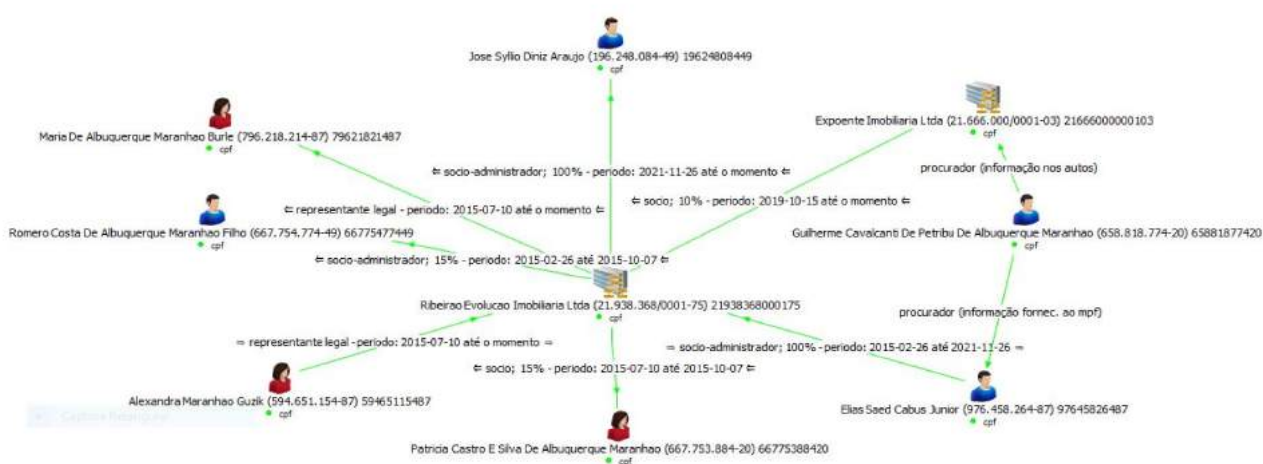 Jose Syllio Diniz Araujo (196.248.084-49) 19624808449
cpf
Maria De Albuquerque Maranhao Burle (796.218.214-87) 79621821487
cpf
Expoente Imobiliaria Ltda (21.666.000/0001-03) 21666000000103
cpf
procurador (informação nos autos)
⇐ socio-administrador; 100% - periodo: 2021-11-26 até o momento ⇐
⇐ socio; 10% - periodo: 2019-10-15 até o momento ⇐
⇐ representante legal - periodo: 2015-07-10 até o momento ⇐
Romero Costa De Albuquerque Maranhao Filho (667.754.774-49) 66775477449
cpf
Guilherme Cavalcanti De Petribu De Albuquerque Maranhao (658.818.774-20) 65881877420
cpf
⇐ socio-administrador; 15% - periodo: 2015-02-26 até 2015-10-07 ⇐
Ribeirao Evolucao Imobiliaria Ltda (21.938.368/0001-75) 21938368000175
cpf
procurador (informação fornec. ao mpf)
= representante legal - periodo: 2015-07-10 até o momento =
= socio-administrador; 100% - periodo: 2015-02-26 até 2021-11-26 =
⇐ socio; 15% - periodo: 2015-07-10 até 2015-10-07 ⇐
Alexandra Maranhao Guzik (594.651.154-87) 59465115487
cpf
Elias Saed Cabus Junior (976.458.264-87) 97645826487
cpf
Patricia Castro E Silva De Albuquerque Maranhao (667.753.884-20) 66775388420
cpf